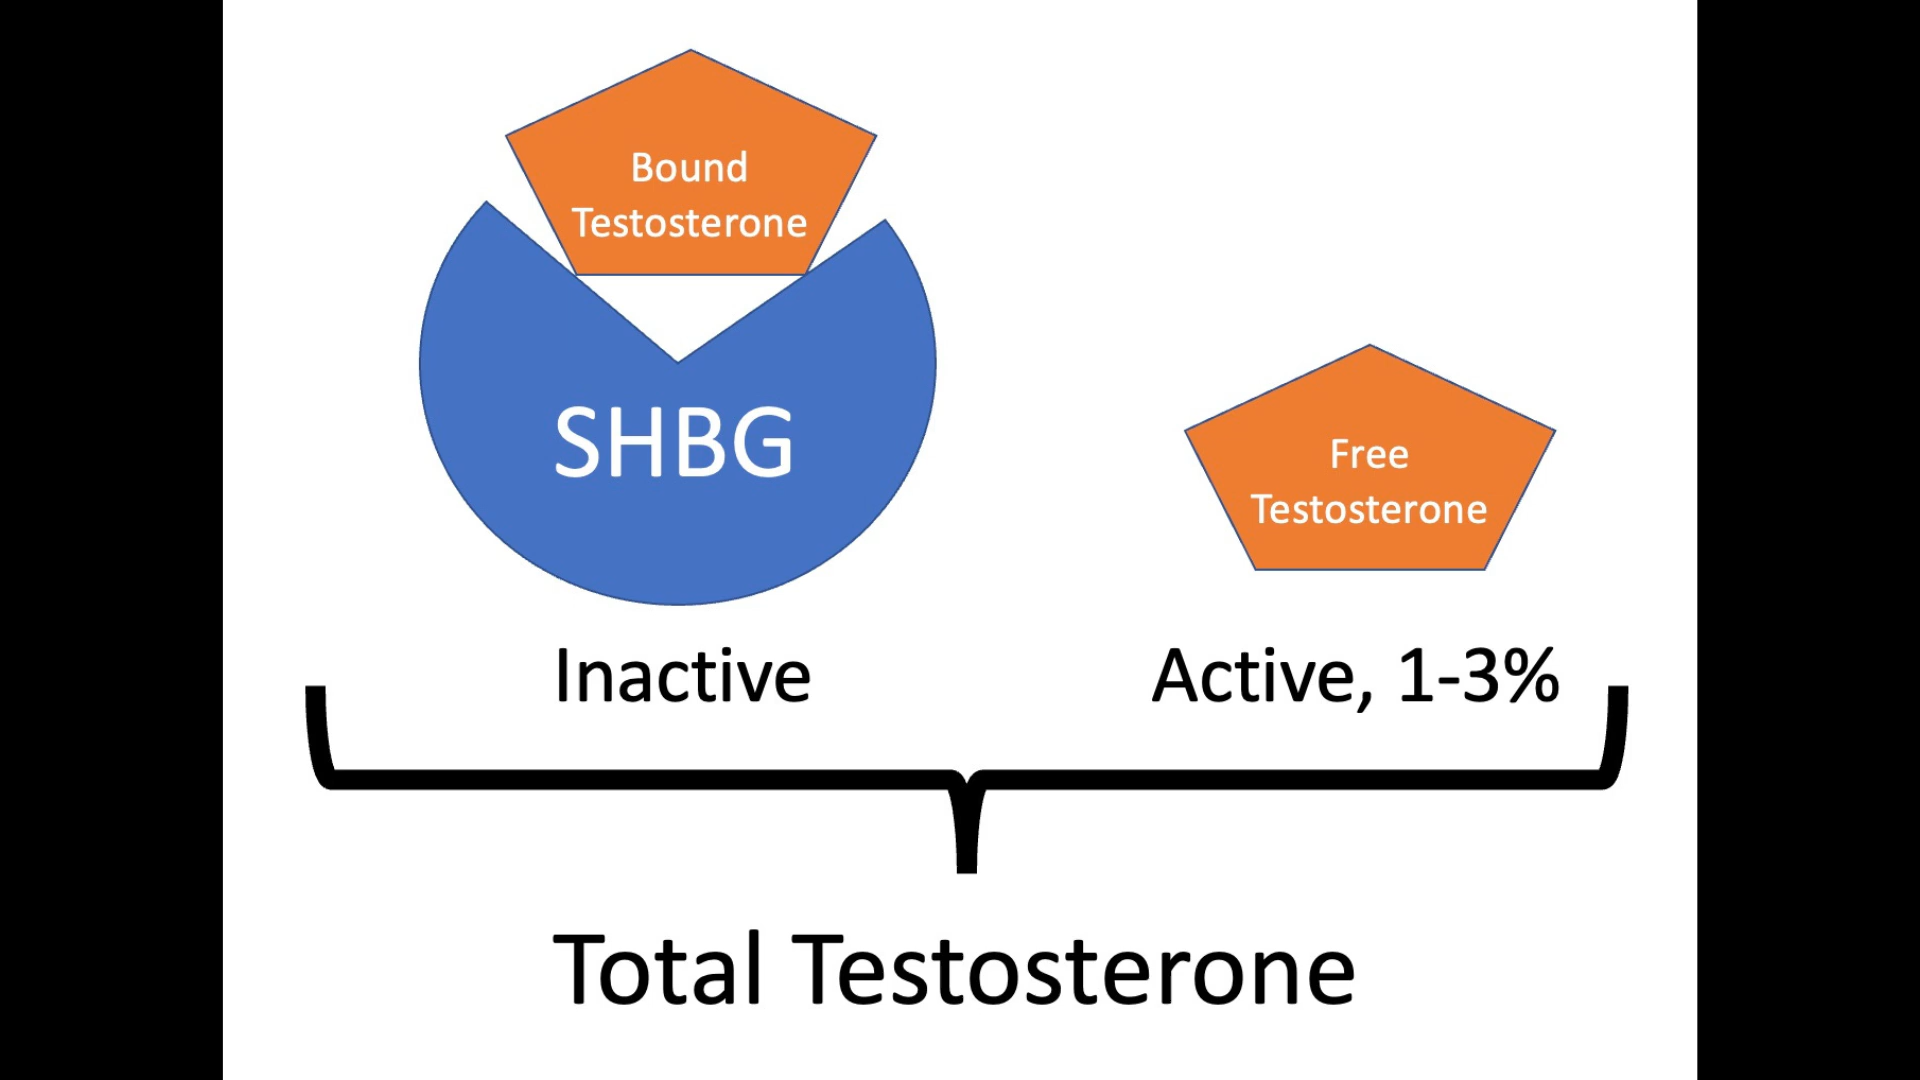 Bound
Testosterone
SHBG
Free
Testosterone
Inactive
Active, 1-3%
Total Testosterone